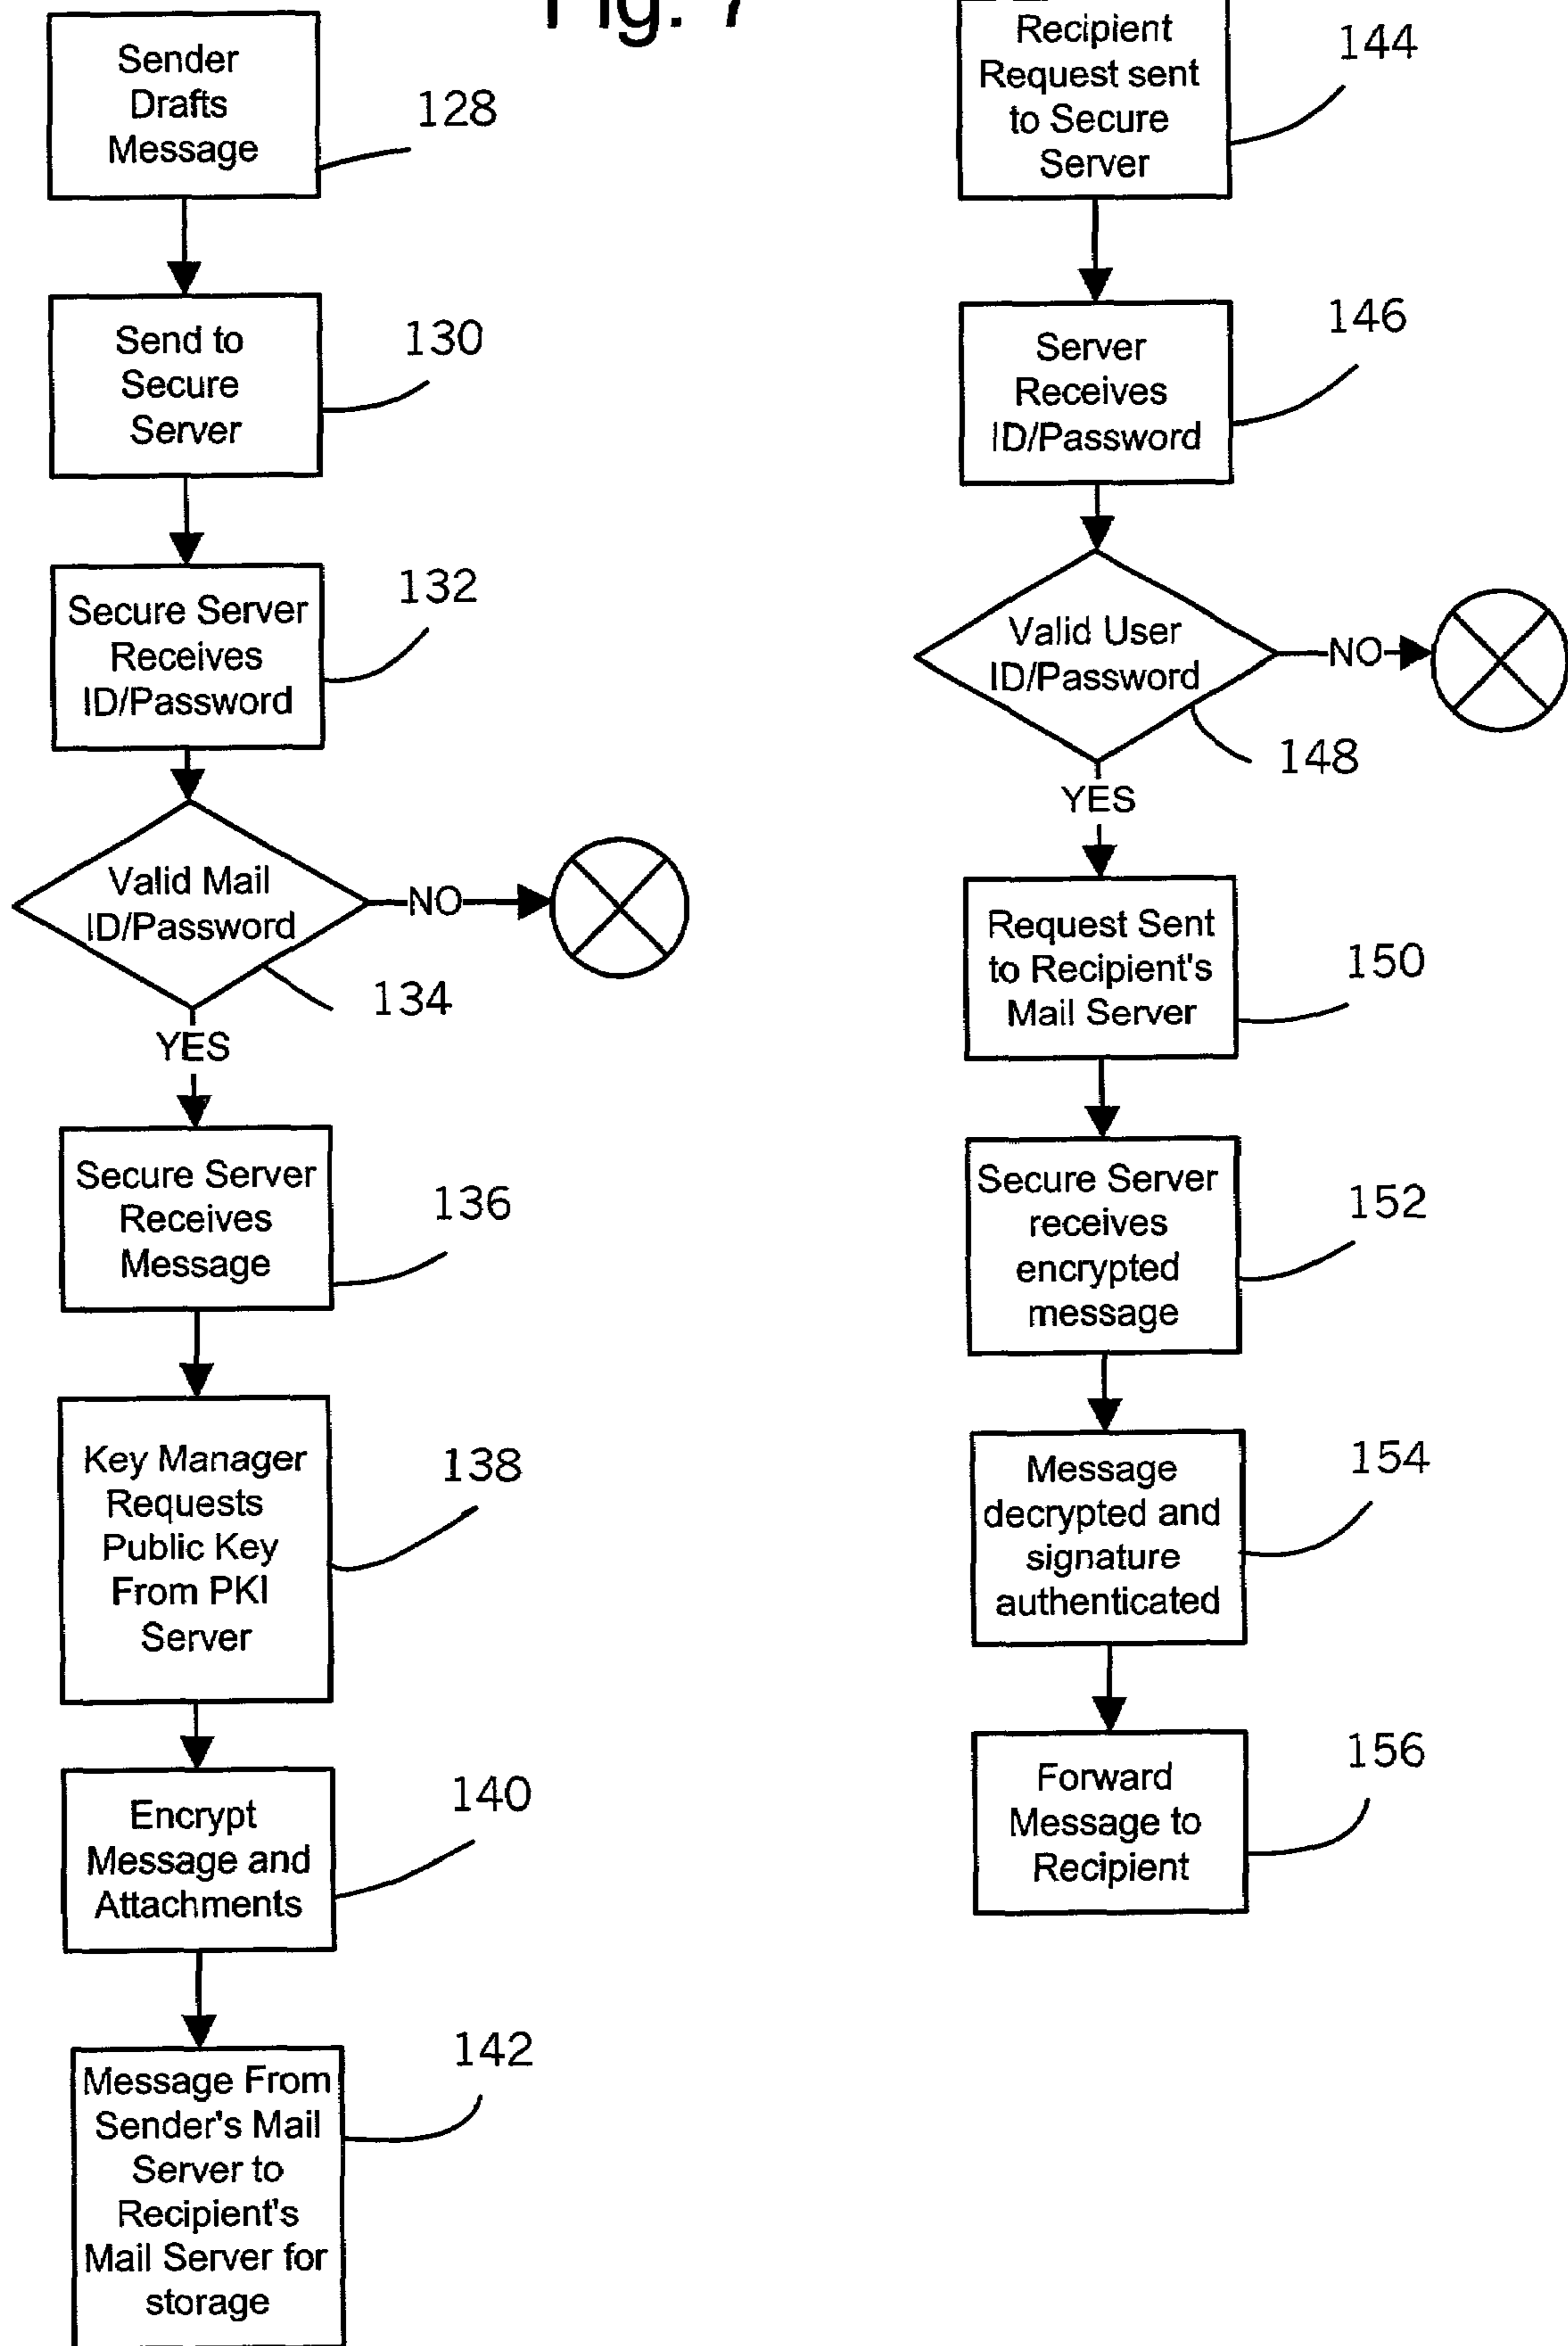 Fig. 7
Sender
Drafts
Message
128
Send to
Secure
Server
130
Secure Server
Receives
ID/Password
132
Valid Mail
ID/Password
NO
134
YES
Secure Server
Receives
Message
136
Key Manager
Requests
Public Key
From PKI
Server
138
Encrypt
Message and
Attachments
140
Message From
Sender's Mail
Server to
Recipient's
Mail Server for
storage
142
Recipient
Request sent
to Secure
Server
144
Server
Receives
ID/Password
146
Valid User
ID/Password
NO
148
YES
Request Sent
to Recipient's
Mail Server
150
Secure Server
receives
encrypted
message
152
Message
decrypted and
signature
authenticated
154
Forward
Message to
Recipient
156